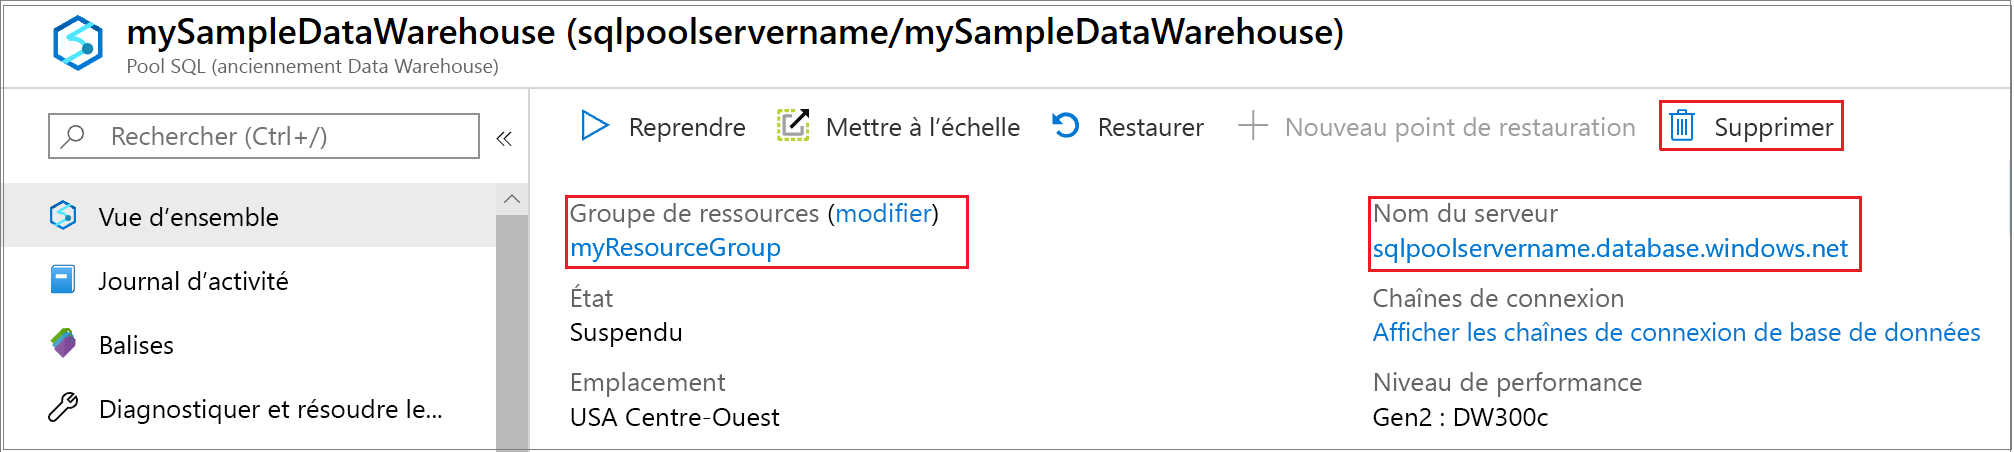 mySampleDataWarehouse (sqlpoolservername/mySampleDataWarehouse)
Pool SQL (anciennement Data Warehouse)
Rechercher (Ctrl+/)
«
Vue d’ensemble
Journal d’activité
Balises
Diagnostiquer et résoudre le...
Reprendre
Mettre à l’échelle
Restaurer
Nouveau point de restauration
Supprimer
Groupe de ressources (modifier)
myResourceGroup
État
Suspendu
Emplacement
USA Centre-Ouest
Nom du serveur
sqlpoolservername.database.windows.net
Chaînes de connexion
Afficher les chaînes de connexion de base de données
Niveau de performance
Gen2 : DW300c